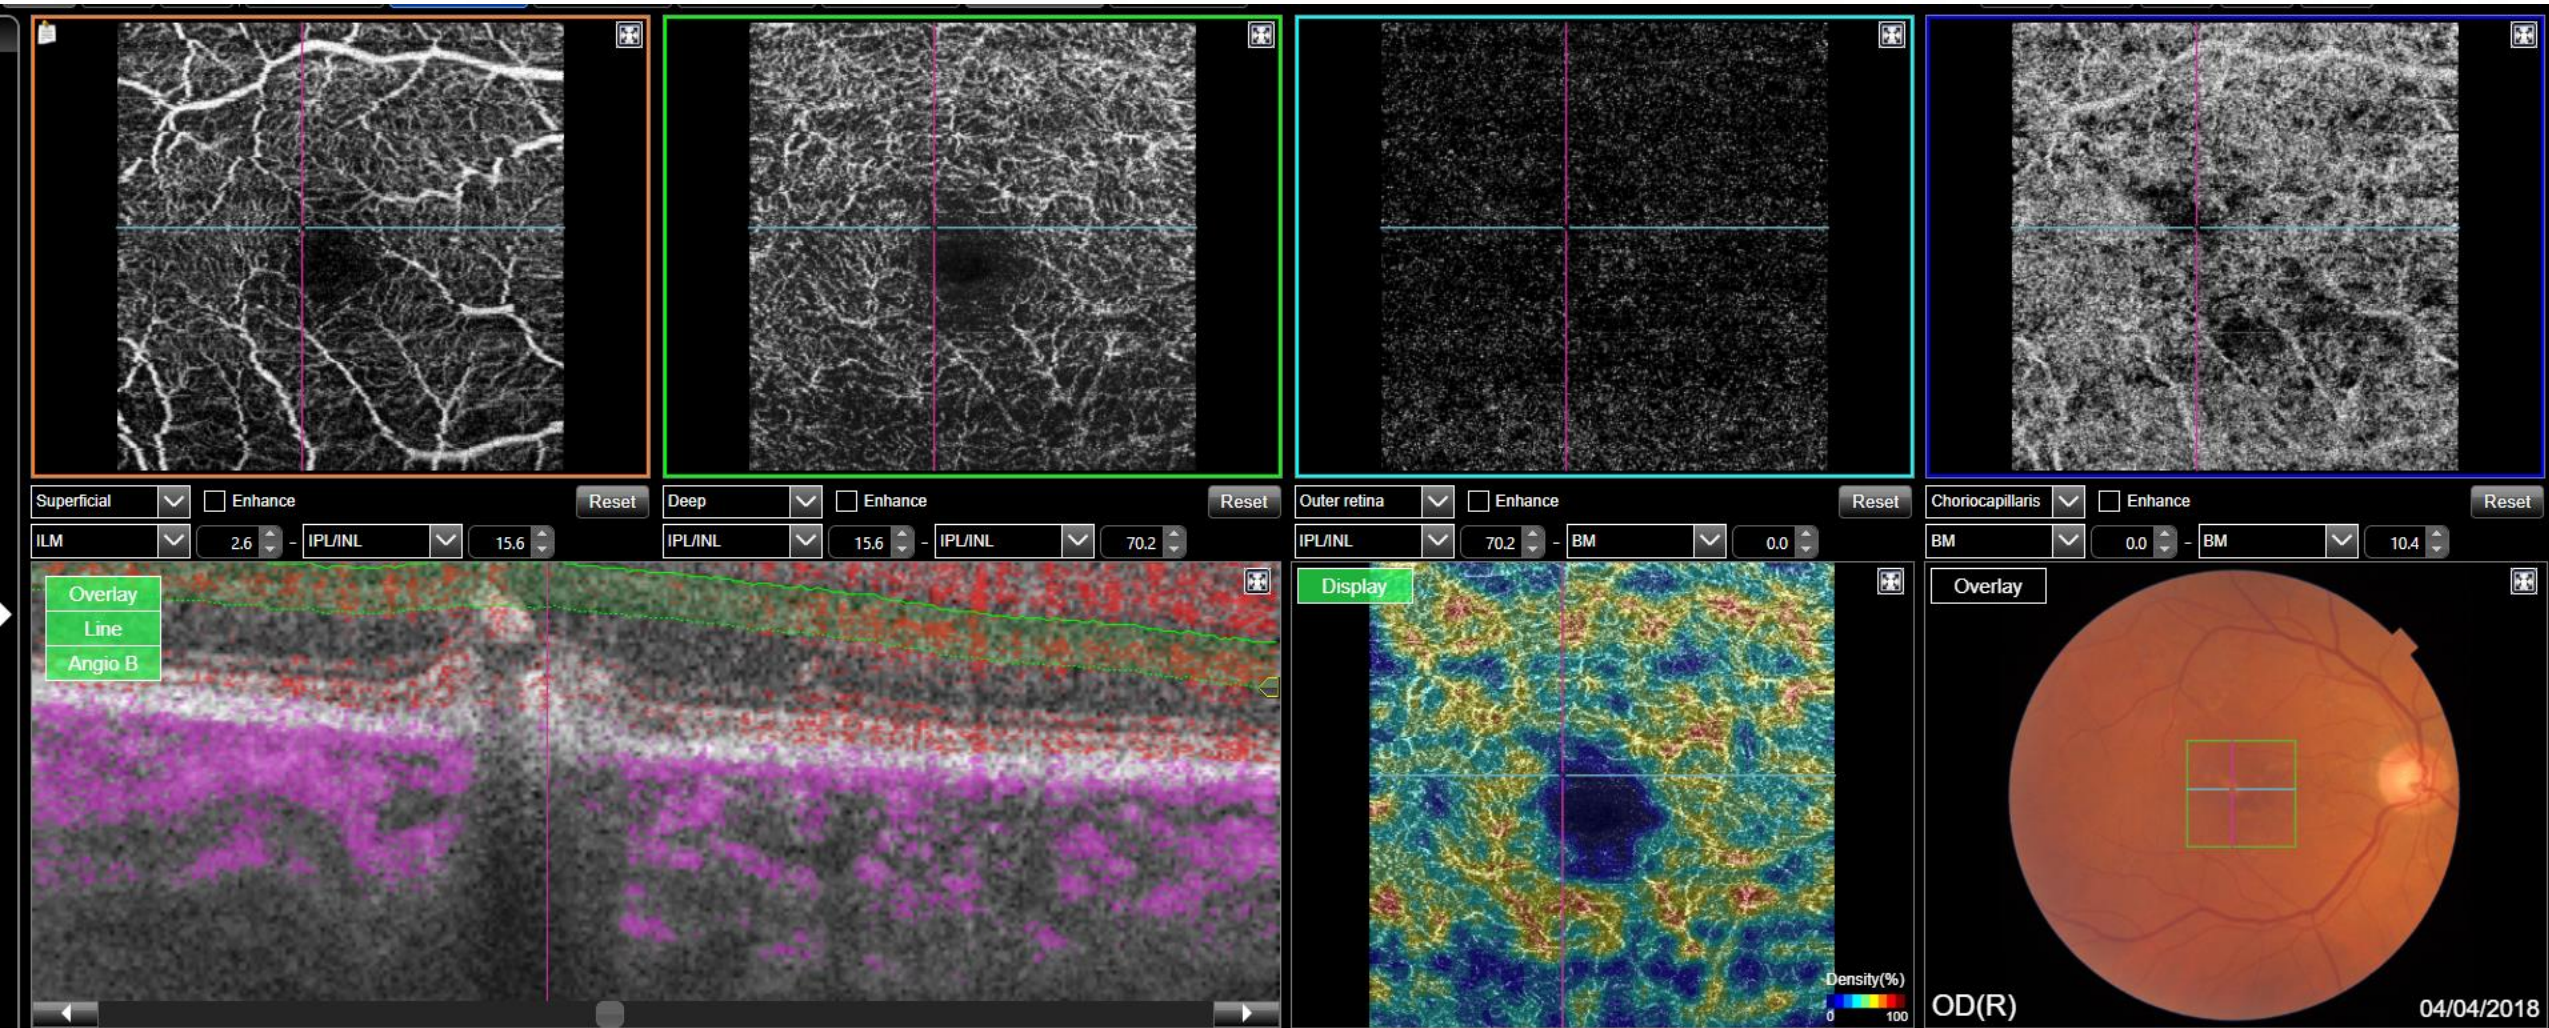 Superficial Enhance Reset
Deep Enhance Reset
Outer retina Enhance Reset
Choriocapillaris Enhance Reset
ILM 2.6 - IPL/INL 15.6
IPL/INL 15.6 - IPL/INL 70.2
IPL/INL 70.2 - BM 0.0
BM 0.0 - BM 10.4
Overlay
Line
Angio B
Display
Density(%)
0 100
Overlay
OD(R) 04/04/2018